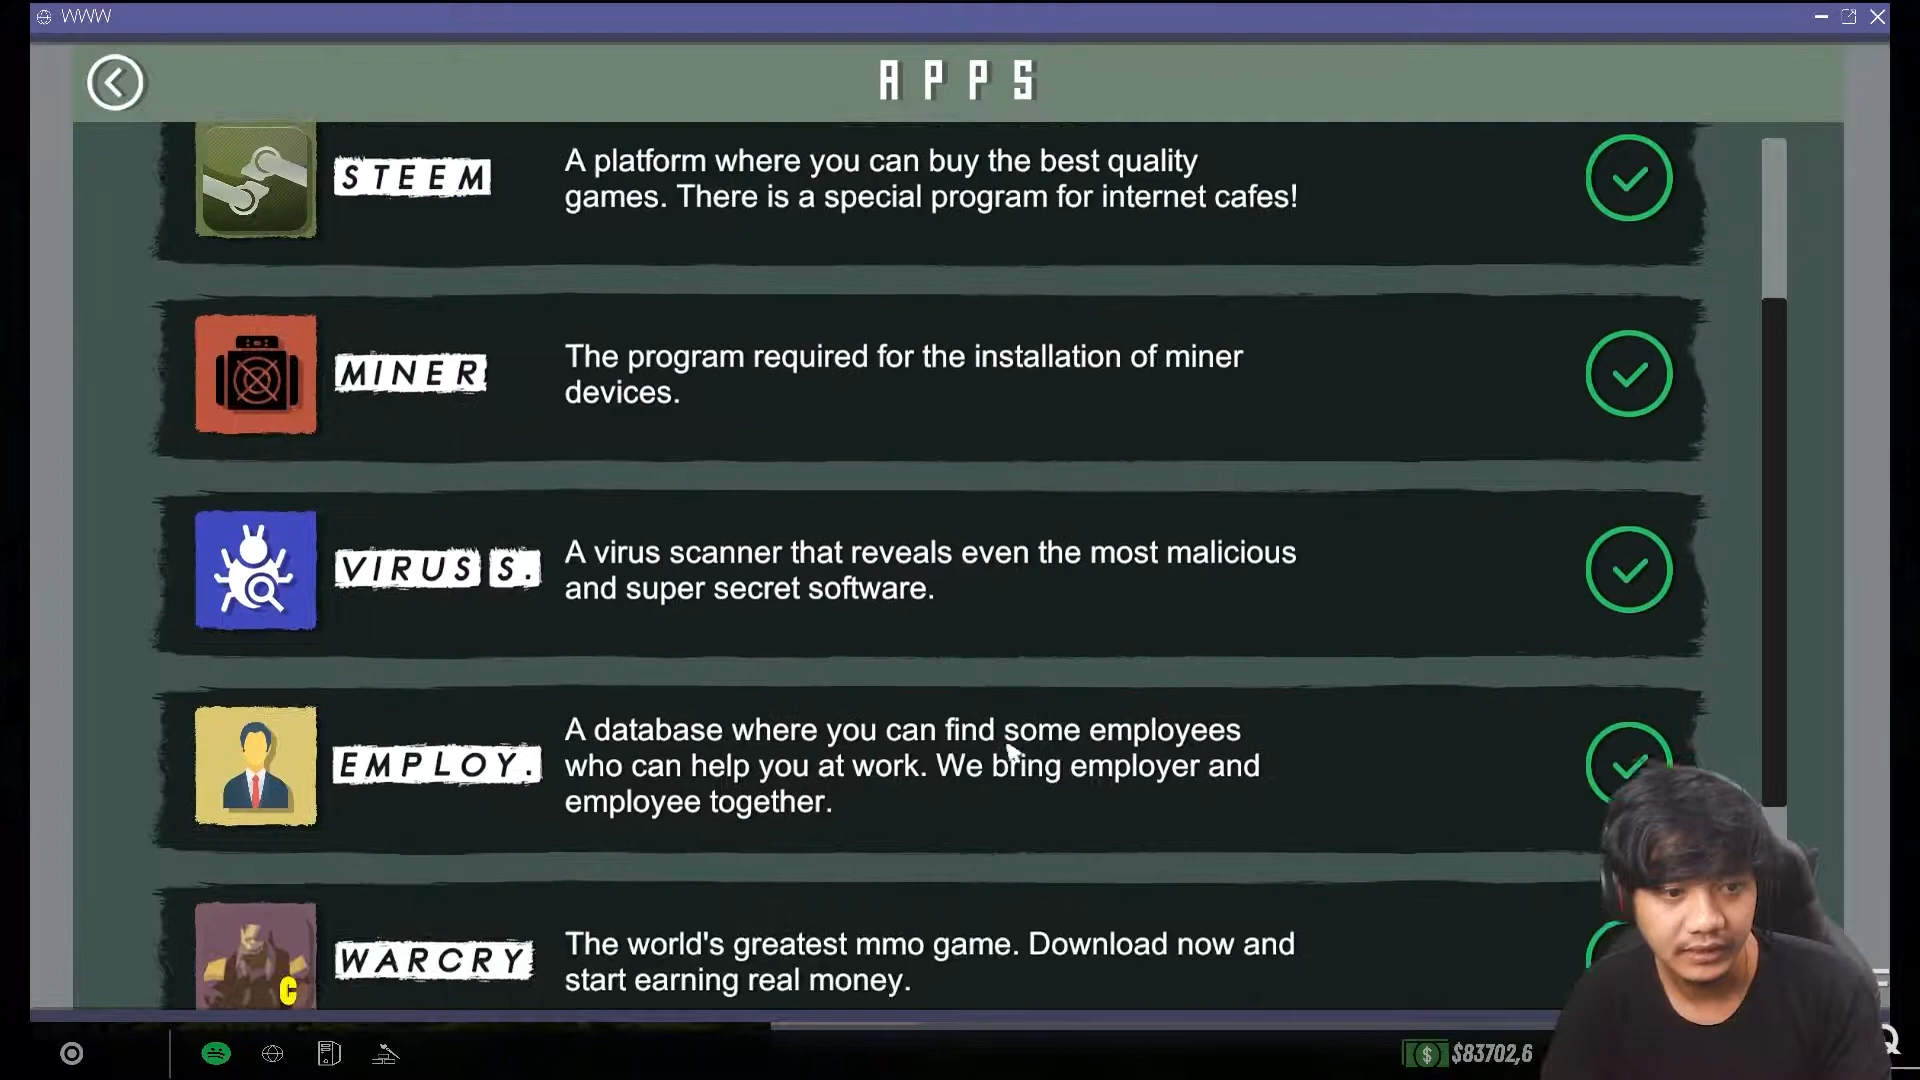 WWW
APPS
STEEM
A platform where you can buy the best quality
games. There is a special program for internet cafes!
MINER
The program required for the installation of miner
devices.
VIRUS S.
A virus scanner that reveals even the most malicious
and super secret software.
EMPLOY.
A database where you can find some employees
who can help you at work. We bring employer and
employee together.
WARCRY
The world's greatest mmo game. Download now and
start earning real money.
C
$83702,6
Q